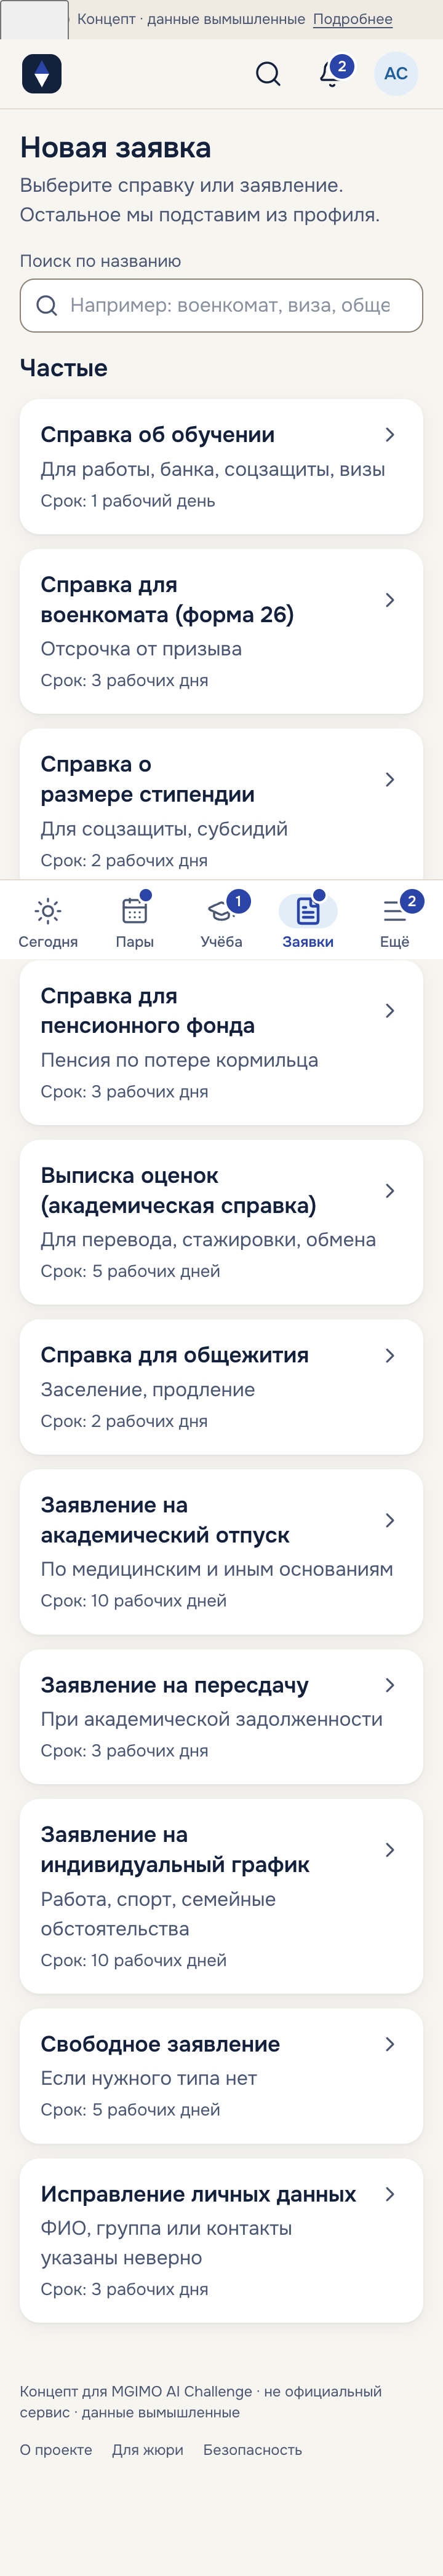 Концепт · данные вымышленные Подробнее
2
АС
Новая заявка
Выберите справку или заявление.
Остальное мы подставим из профиля.
Поиск по названию
Например: военкомат, виза, обще
Частые
Справка об обучении
Для работы, банка, соцзащиты, визы
Срок: 1 рабочий день
Справка для
военкомата (форма 26)
Отсрочка от призыва
Срок: 3 рабочих дня
Справка о
размере стипендии
Для соцзащиты, субсидий
Срок: 2 рабочих дня
1
2
Сегодня Пары Учёба Заявки Ещё
Справка для
пенсионного фонда
Пенсия по потере кормильца
Срок: 3 рабочих дня
Выписка оценок
(академическая справка)
Для перевода, стажировки, обмена
Срок: 5 рабочих дней
Справка для общежития
Заселение, продление
Срок: 2 рабочих дня
Заявление на
академический отпуск
По медицинским и иным основаниям
Срок: 10 рабочих дней
Заявление на пересдачу
При академической задолженности
Срок: 3 рабочих дня
Заявление на
индивидуальный график
Работа, спорт, семейные
обстоятельства
Срок: 10 рабочих дней
Свободное заявление
Если нужного типа нет
Срок: 5 рабочих дней
Исправление личных данных
ФИО, группа или контакты
указаны неверно
Срок: 3 рабочих дня
Концепт для MGIMO AI Challenge · не официальный
сервис · данные вымышленные
О проекте Для жюри Безопасность